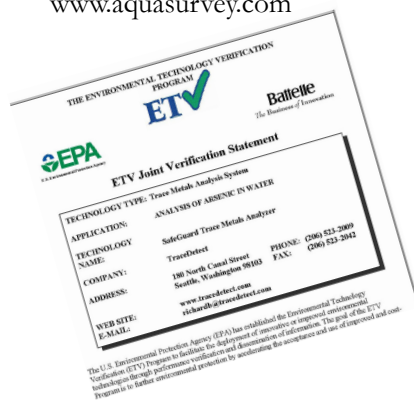 www.aquasurvey.com
THE ENVIRONMENTAL TECHNOLOGY VERIFICATION
PROGRAM
ETV
EPA
U.S. Environmental Protection Agency
Battelle
The Business of Innovation
ETV Joint Verification Statement
TECHNOLOGY TYPE: Trace Metals Analysis System
APPLICATION: ANALYSIS OF ARSENIC IN WATER
TECHNOLOGY
NAME: SafeGuard Trace Metals Analyzer
COMPANY: TraceDetect
ADDRESS: 180 North Canal Street PHONE: (206) 523-2009
Seattle, Washington 98103 FAX: (206) 523-2042
WEB SITE: www.tracedetect.com
E-MAIL: richardb@tracedetect.com
The U.S. Environmental Protection Agency (EPA) has established the Environmental Technology
Verification (ETV) Program to facilitate the deployment of innovative or improved environmental
technologies through performance verification and dissemination of information. The goal of the ETV
Program is to further environmental protection by accelerating the acceptance and use of improved and cost-